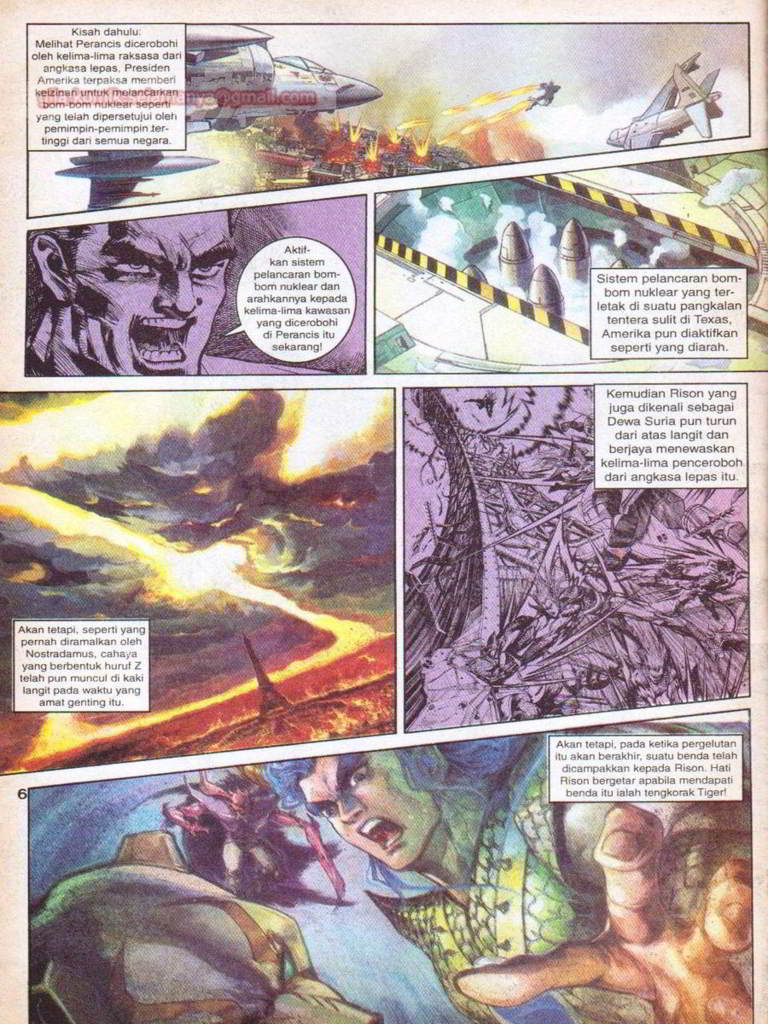 Kisah dahulu:
Melihat Perancis dicerobohi
oleh kelima-lima raksasa dari
angkasa lepas, Presiden
Amerika terpaksa memberi
keizinan untuk melancarkan
bom-bom nuklear seperti
yang telah dipersetujui oleh
pemimpin-pemimpin ter-
tinggi dari semua negara.
@gmail.com
Aktif-
kan sistem
pelancaran bom-
bom nuklear dan
arahkannya kepada
kelima-lima kawasan
yang dicerobohi
di Perancis itu
sekarang!
Sistem pelancaran bom-
bom nuklear yang ter-
letak di suatu pangkalan
tentera sulit di Texas,
Amerika pun diaktifkan
seperti yang diarah.
Akan tetapi, seperti yang
pernah diramalkan oleh
Nostradamus, cahaya
yang berbentuk huruf Z
telah pun muncul di kaki
langit pada waktu yang
amat genting itu.
Kemudian Rison yang
juga dikenali sebagai
Dewa Suria pun turun
dari atas langit dan
berjaya menewaskan
kelima-lima penceroboh
dari angkasa lepas itu.
Akan tetapi, pada ketika pergelutan
itu akan berakhir, suatu benda telah
dicampakkan kepada Rison. Hati
Rison bergetar apabila mendapati
benda itu ialah tengkorak Tiger!
6